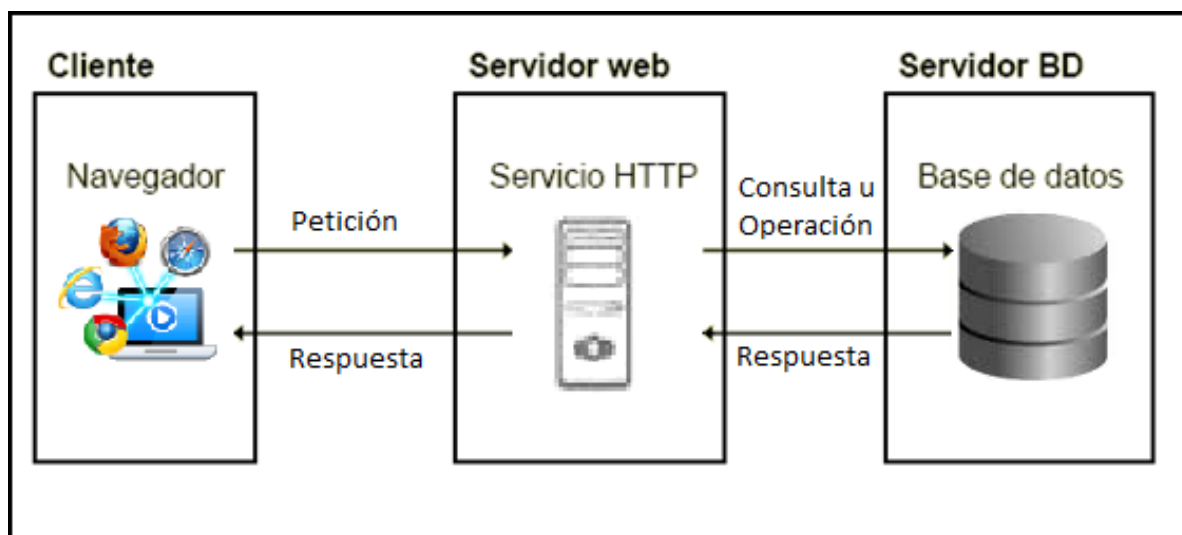 Cliente
Servidor web
Servidor BD
Navegador
Servicio HTTP
Base de datos
Petición
Consulta u
Operación
Respuesta
Respuesta